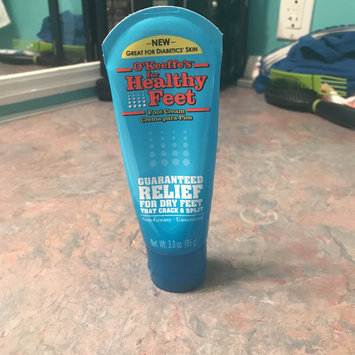 -NEW-
GREAT FOR DIABETICS' SKIN
O'Keeffe's
for
Healthy
Feet
Foot Cream
Crema para Pies
GUARANTEED
RELIEF
FOR DRY FEET
THAT CRACK & SPLIT
Non-Greasy · Unscented
Net Wt. 3.0 oz. (85 g)